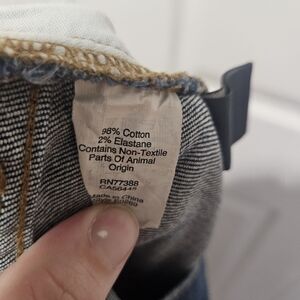 98% Cotton
2% Elastane
Contains Non-Textile
Parts Of Animal
Origin
RN77388
Made in China